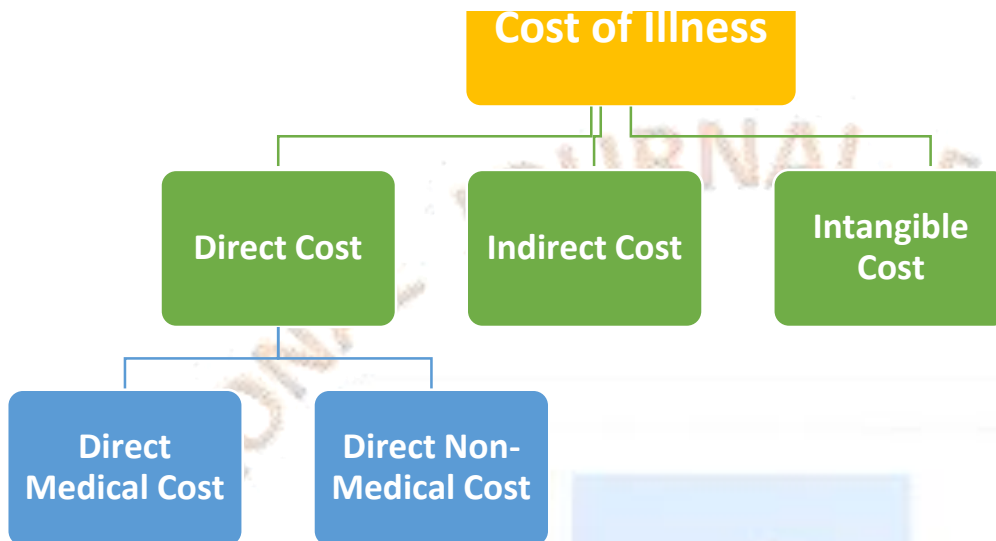 Cost of Illness
Direct Cost
Indirect Cost
Intangible
Cost
Direct
Medical Cost
Direct Non-
Medical Cost